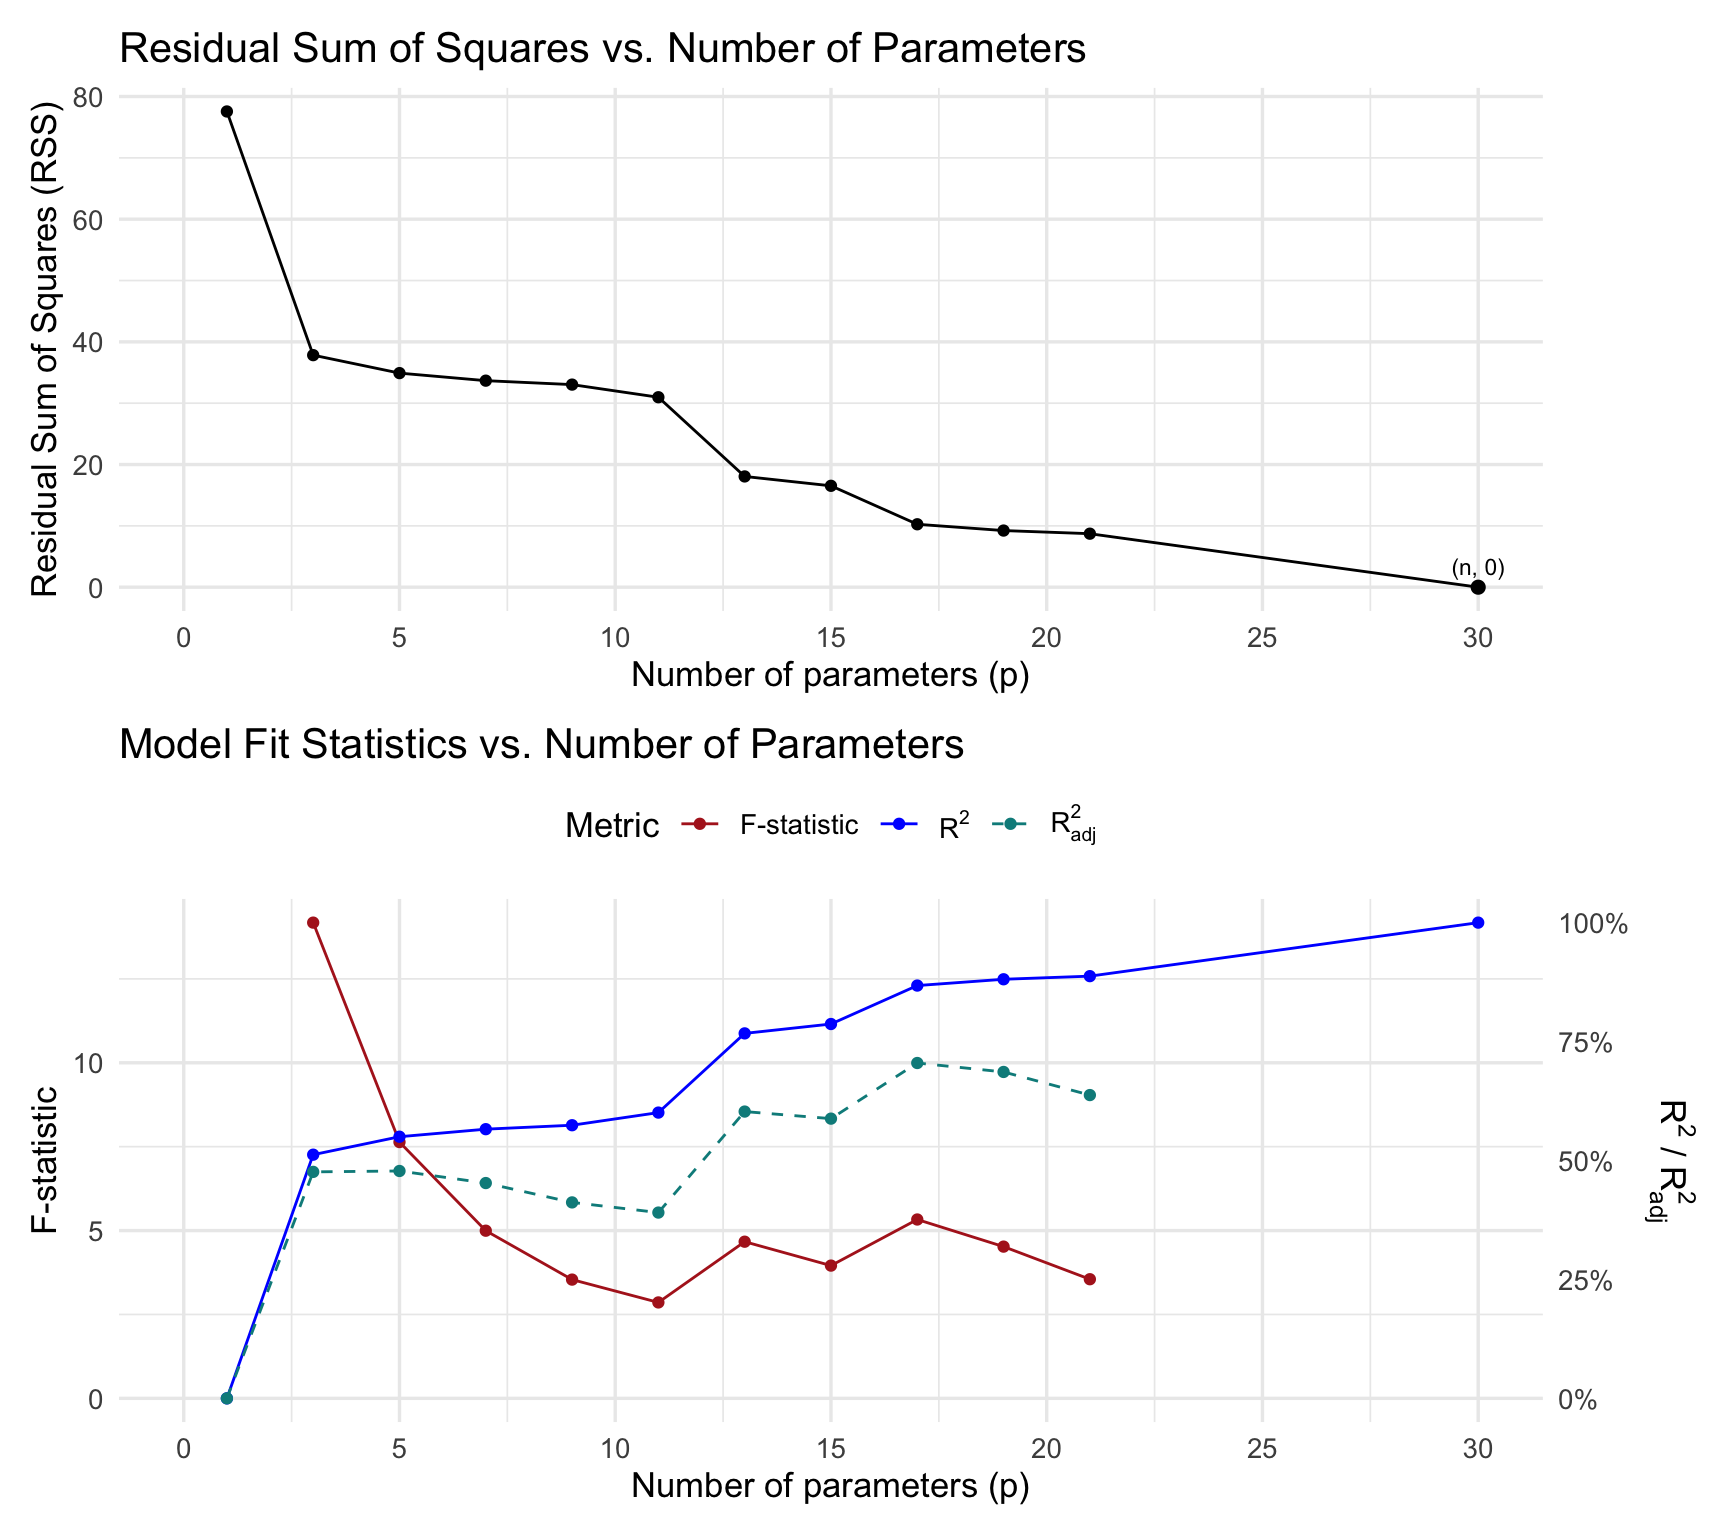 Residual Sum of Squares vs. Number of Parameters
Residual Sum of Squares (RSS)
80
60
40
20
0
(n, 0)
0 5 10 15 20 25 30
Number of parameters (p)
Model Fit Statistics vs. Number of Parameters
Metric F-statistic R² R²adj
F-statistic
10
5
0
100%
75%
50%
25%
0%
R² / R²adj
0 5 10 15 20 25 30
Number of parameters (p)